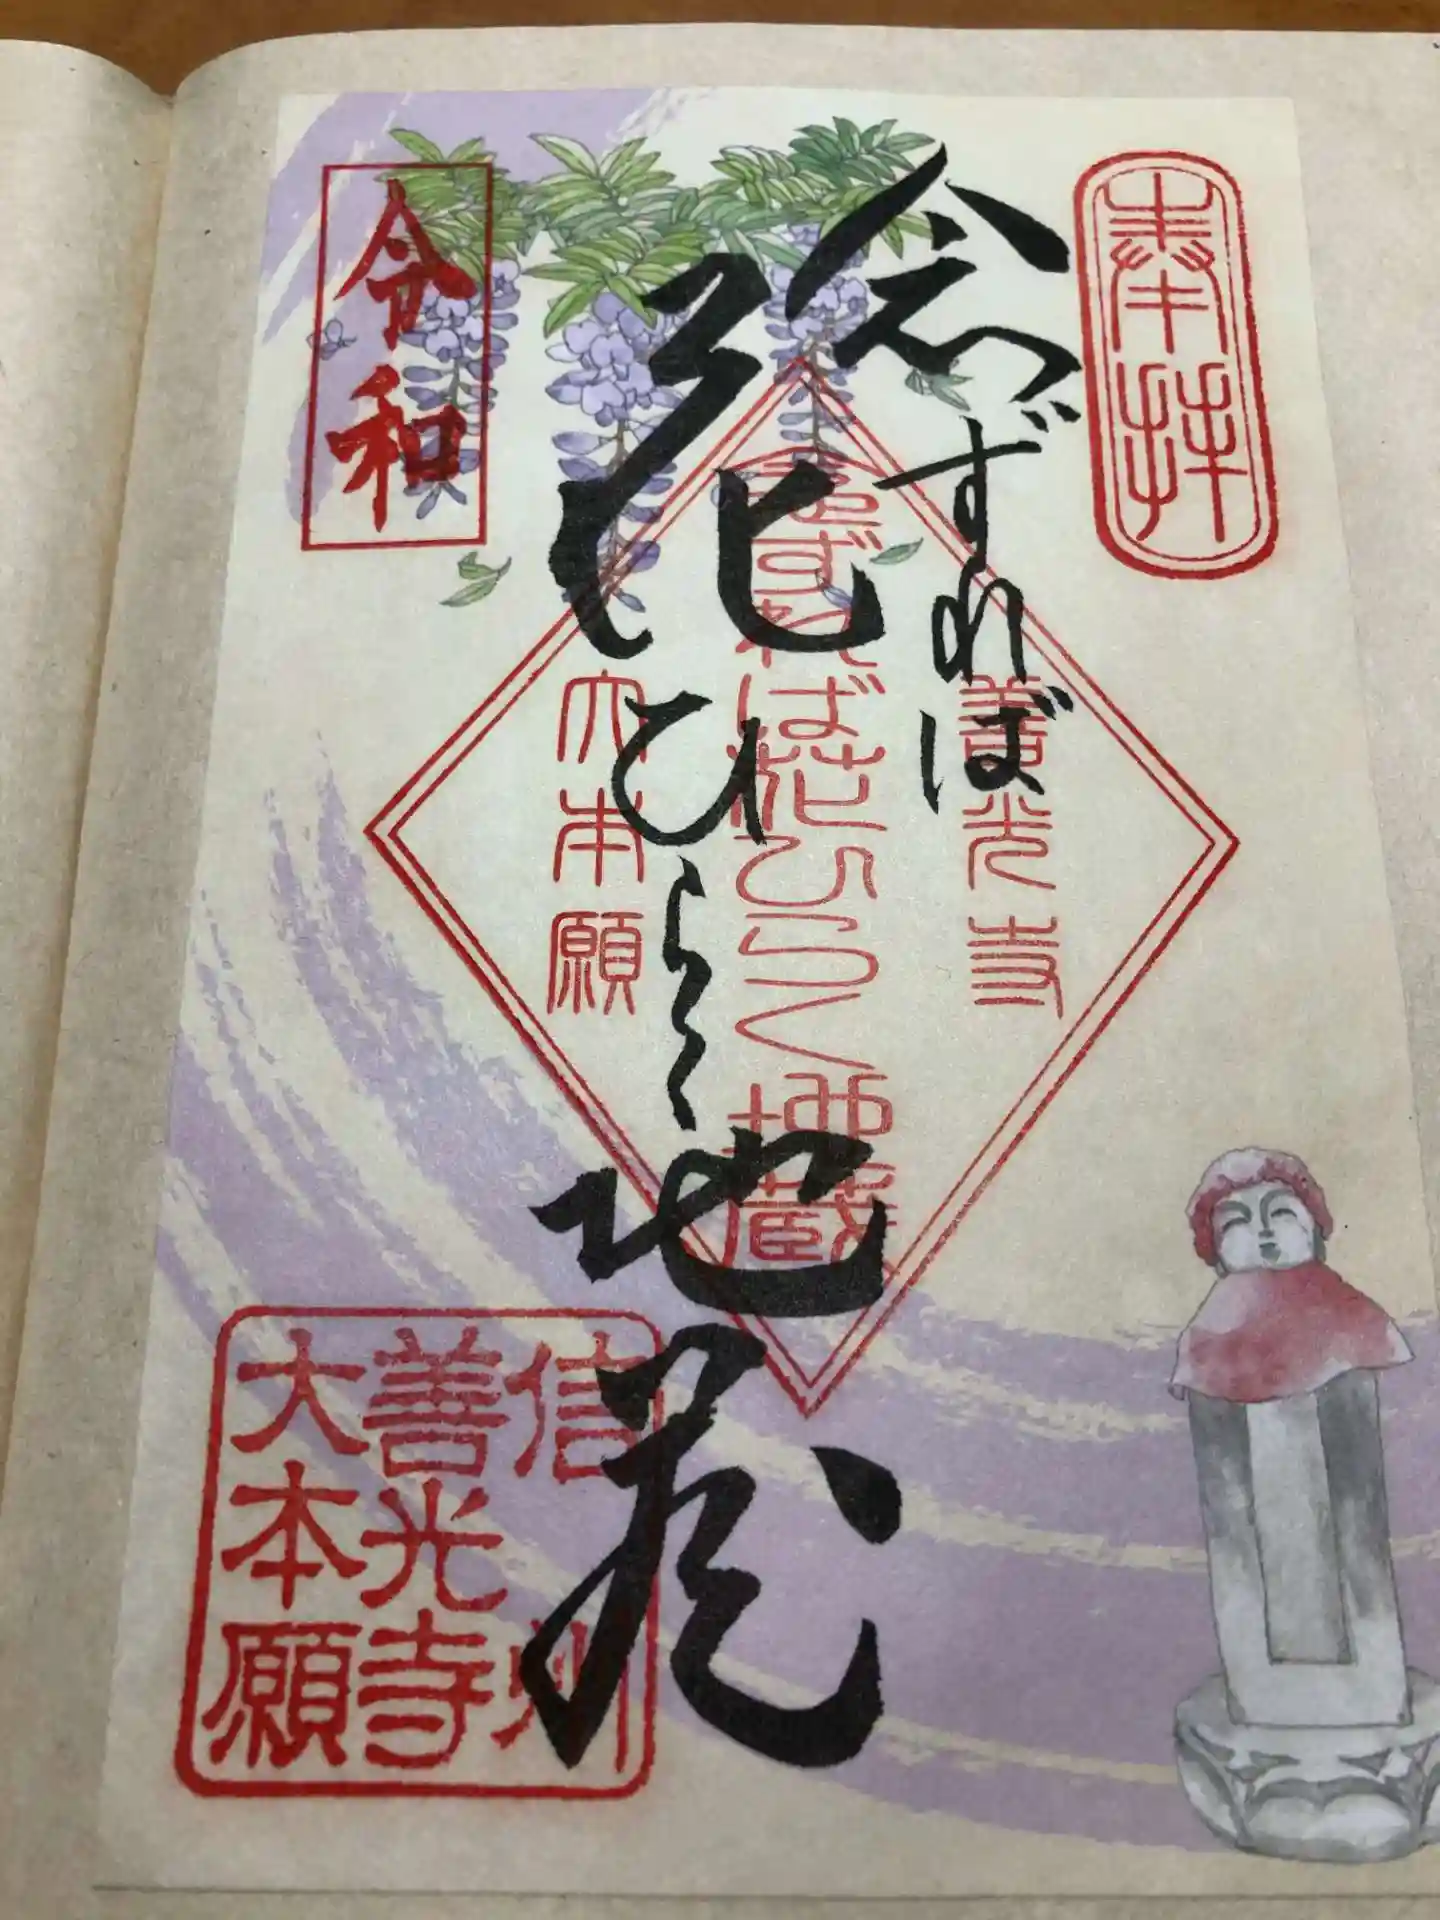 奉拝
念ずれば
花ひらく地蔵
善光寺
念ずれば花ひらく地蔵
大本願
令和
信州
善光寺
大本願